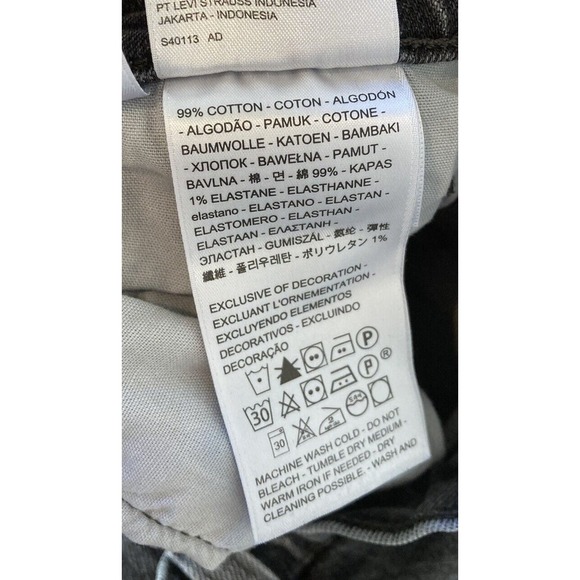 PT LEVI STRAUSS INDONESIA
JAKARTA - INDONESIA
S40113 AD
99% COTTON - COTON - ALGODÓN
- ALGODÃO - PAMUK - COTONE -
BAUMWOLLE - KATOEN - BAMBAKI
- ХЛОПОК - BAWEŁNA - PAMUT -
BAVLNA - 棉 - 면 - 綿 99% - KAPAS
1% ELASTANE - ELASTHANNE -
elastano - ELASTANO - ELASTAN -
ELASTOMERO - ELASTHAN -
ELASTAAN - ΕΛΑΣΤΑΝΗ -
ЭЛАСТАН - GUMISZÁL - 氨纶 - 彈性
纖維 - 폴리우레탄 - ポリウレタン 1%
EXCLUSIVE OF DECORATION -
EXCLUANT L'ORNEMENTATION -
EXCLUYENDO ELEMENTOS
DECORATIVOS - EXCLUINDO
DECORAÇÃO
P
30 P ®
30
MACHINE WASH COLD - DO NOT
BLEACH - TUMBLE DRY MEDIUM -
WARM IRON IF NEEDED - DRY
CLEANING POSSIBLE. - WASH AND